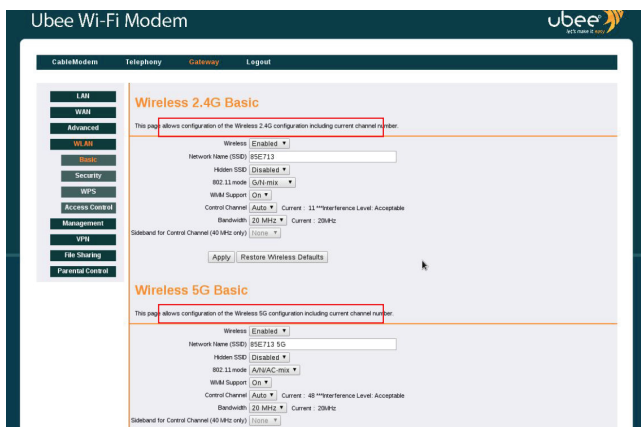 Ubee Wi-Fi Modem
ubee
let's make it easy
CableModem Telephony Gateway Logout
LAN
WAN
Advanced
WLAN
Basic
Security
WPS
Access Control
Management
VPN
File Sharing
Parental Control
Wireless 2.4G Basic
This page allows configuration of the Wireless 2.4G configuration including current channel number.
Wireless Enabled
Network Name (SSID) 85E713
Hidden SSID Disabled
802.11 mode G/N-mix
WMM Support On
Control Channel Auto Current : 11 ***Interference Level: Acceptable
Bandwidth 20 MHz Current : 20MHz
Sideband for Control Channel (40 MHz only) None
Apply Restore Wireless Defaults
Wireless 5G Basic
This page allows configuration of the Wireless 5G configuration including current channel number.
Wireless Enabled
Network Name (SSID) 85E713 5G
Hidden SSID Disabled
802.11 mode A/N/AC-mix
WMM Support On
Control Channel Auto Current : 48 ***Interference Level: Acceptable
Bandwidth 20 MHz Current : 20MHz
Sideband for Control Channel (40 MHz only) None